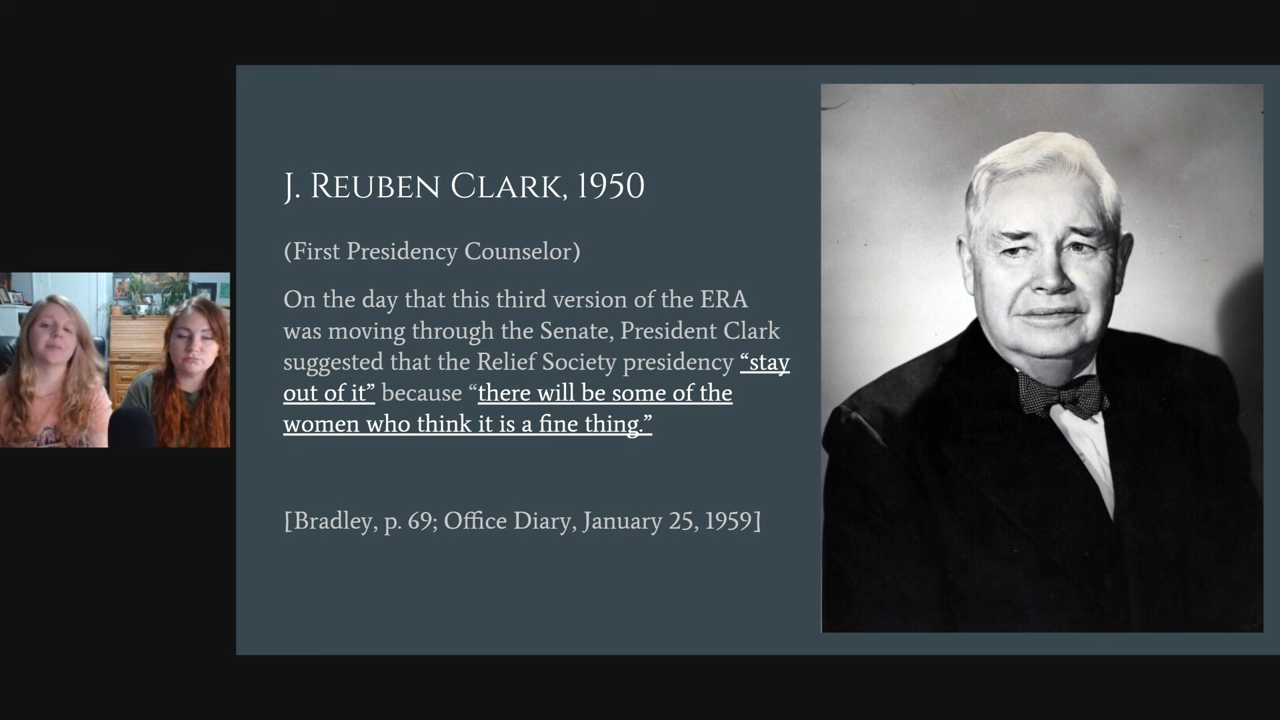 J. Reuben Clark, 1950
(First Presidency Counselor)
On the day that this third version of the ERA
was moving through the Senate, President Clark
suggested that the Relief Society presidency “stay
out of it” because “there will be some of the
women who think it is a fine thing.”
[Bradley, p. 69; Office Diary, January 25, 1959]